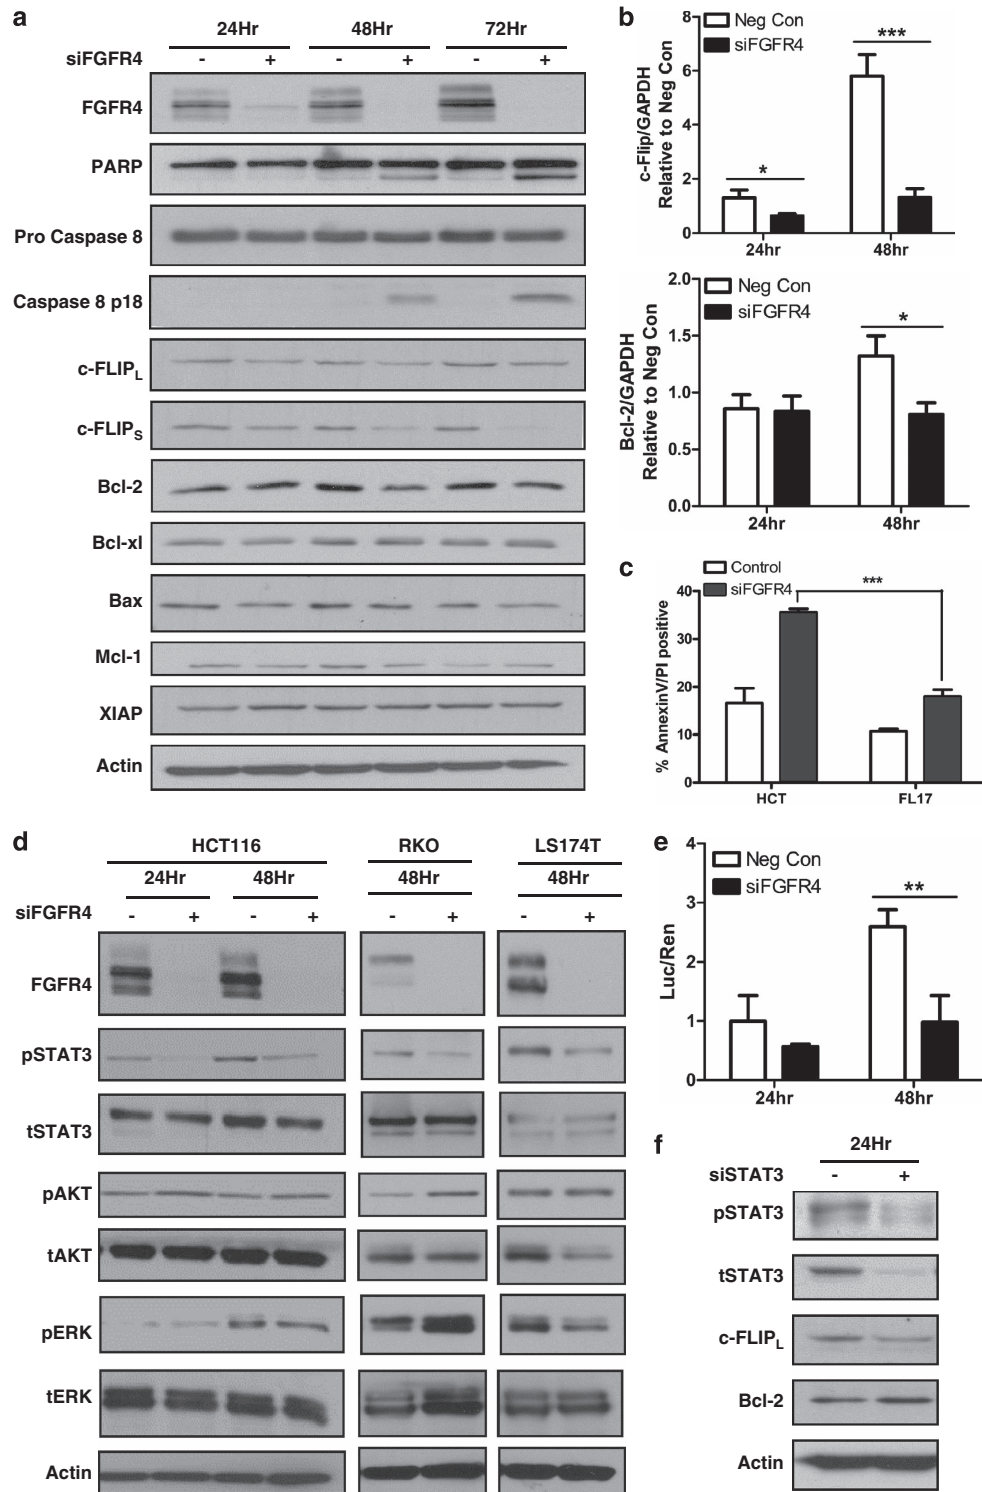 a
24Hr 48Hr 72Hr
siFGFR4 - + - + - +
FGFR4
PARP
Pro Caspase 8
Caspase 8 p18
c-FLIPL
c-FLIPS
Bcl-2
Bcl-xl
Bax
Mcl-1
XIAP
Actin
b
c-Flip/GAPDH
Relative to Neg Con
8
6
4
2
0
Neg Con
siFGFR4
*
***
24hr 48hr
Bcl-2/GAPDH
Relative to Neg Con
2.0
1.5
1.0
0.5
0.0
Neg Con
siFGFR4
*
24hr 48hr
c
% AnnexinV/PI positive
40
30
20
10
0
Control
siFGFR4
***
HCT FL17
d
HCT116 RKO LS174T
24Hr 48Hr 48Hr 48Hr
siFGFR4 - + - + - + - +
FGFR4
pSTAT3
tSTAT3
pAKT
tAKT
pERK
tERK
Actin
e
Luc/Ren
4
3
2
1
0
Neg Con
siFGFR4
**
24hr 48hr
f
24Hr
siSTAT3 - +
pSTAT3
tSTAT3
c-FLIPL
Bcl-2
Actin